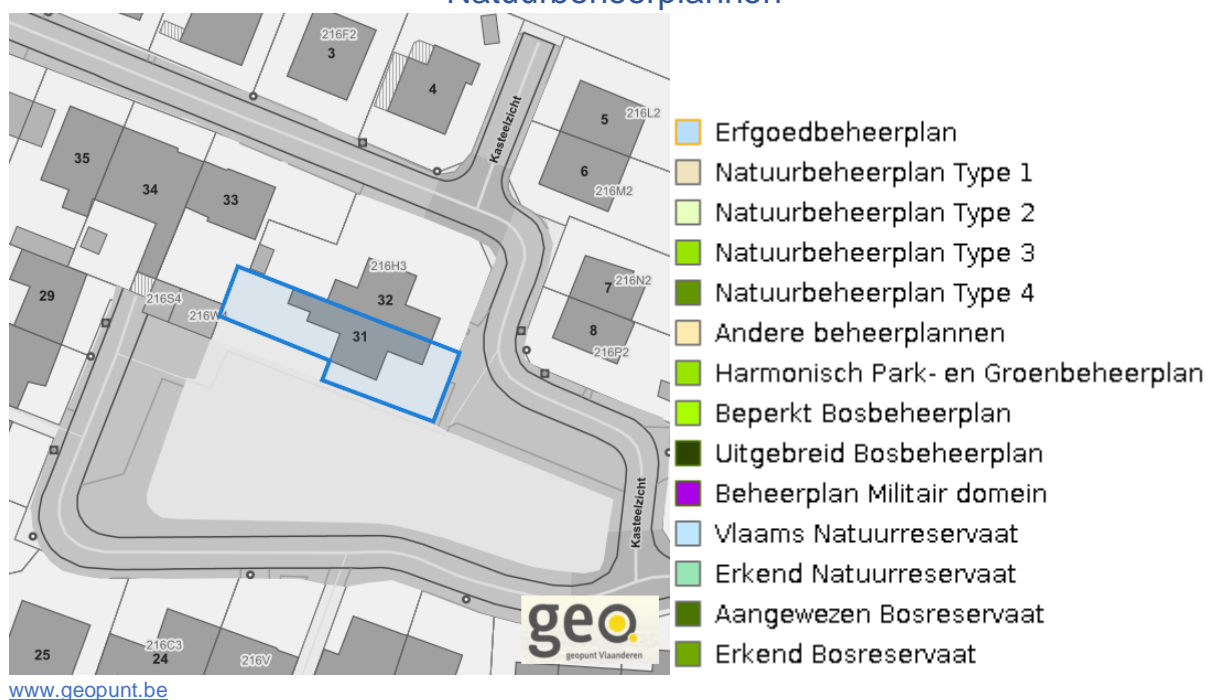 Natuurbeheerplannen
216F2
3
4
Kasteelzicht
5
216L2
6
216M2
35
34
33
216H3
32
31
7
216N2
8
216P2
29
216S4
Kasteelzicht
25
216C3
24
216V
geo
geopunt Vlaanderen
Erfgoedbeheerplan
Natuurbeheerplan Type 1
Natuurbeheerplan Type 2
Natuurbeheerplan Type 3
Natuurbeheerplan Type 4
Andere beheerplannen
Harmonisch Park- en Groenbeheerplan
Beperkt Bosbeheerplan
Uitgebreid Bosbeheerplan
Beheerplan Militair domein
Vlaams Natuurreservaat
Erkend Natuurreservaat
Aangewezen Bosreservaat
Erkend Bosreservaat
www.geopunt.be